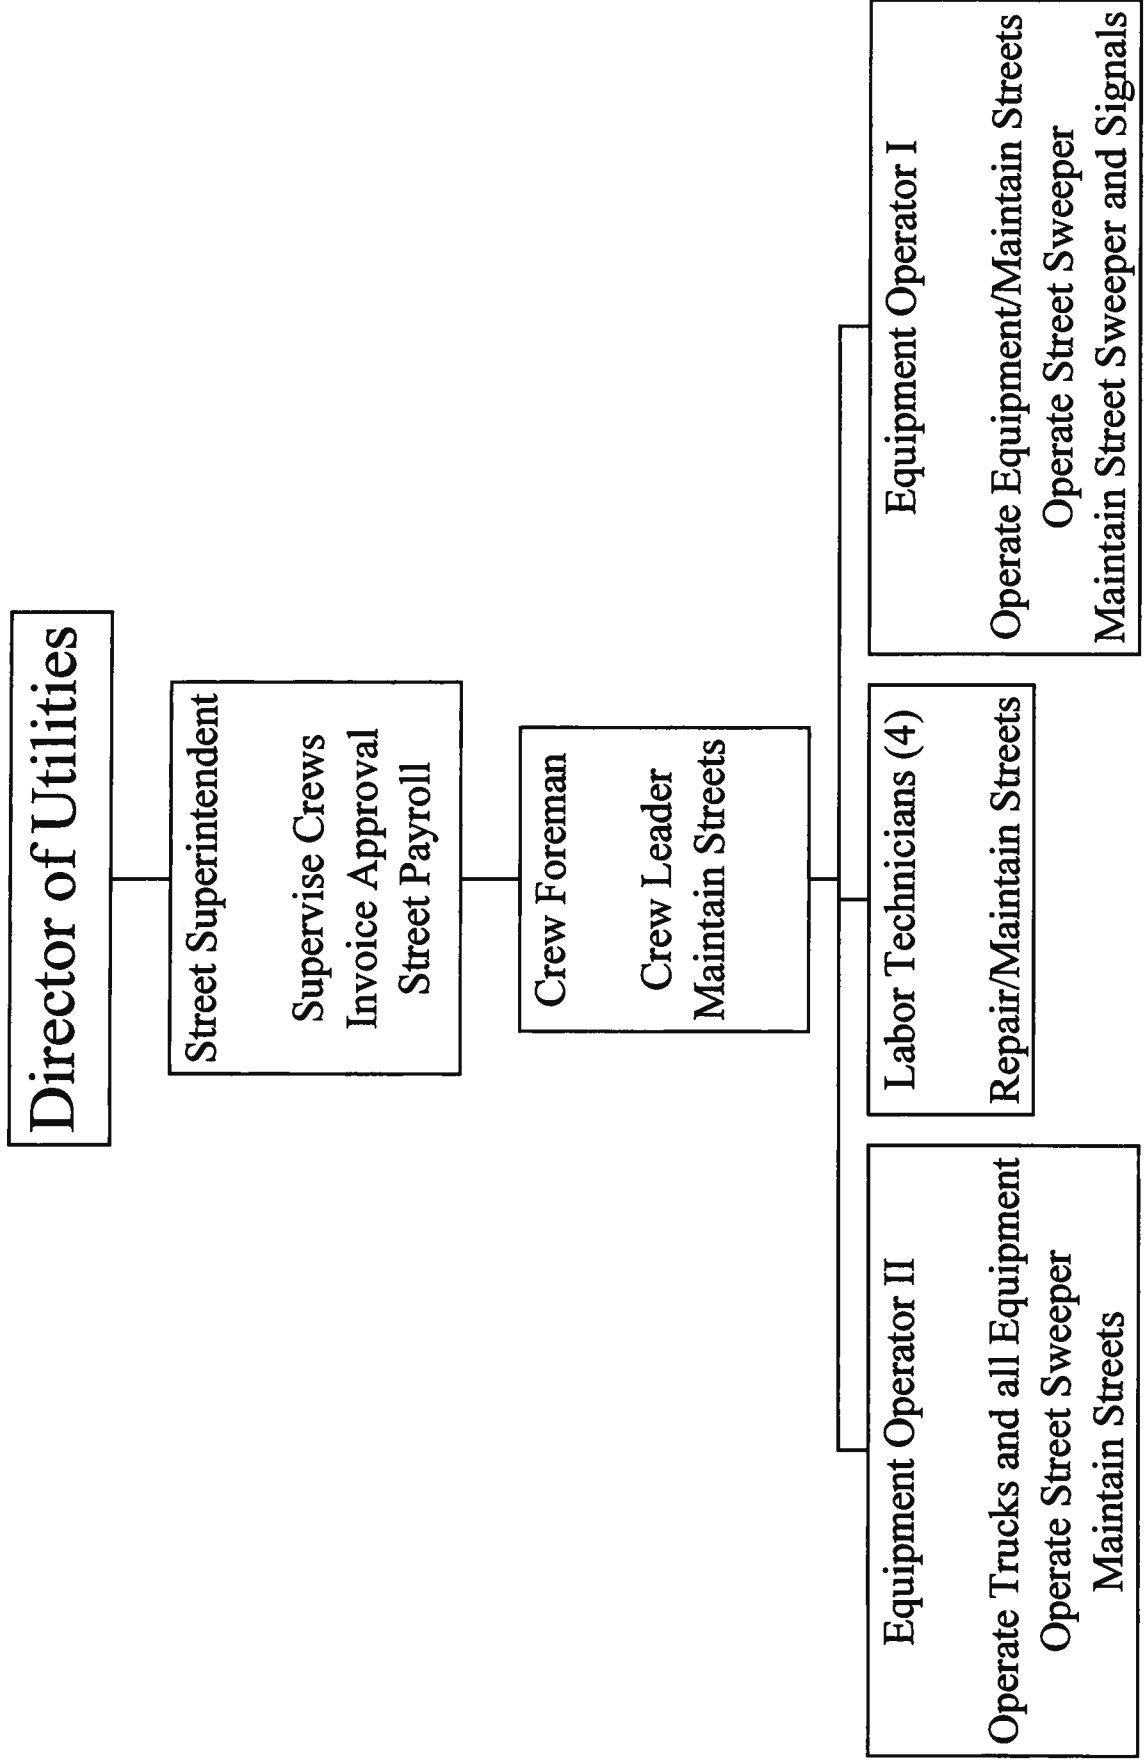 Director of Utilities
Street Superintendent
Supervise Crews
Invoice Approval
Street Payroll
Crew Foreman
Crew Leader
Maintain Streets
Equipment Operator II
Operate Trucks and all Equipment
Operate Street Sweeper
Maintain Streets
Labor Technicians (4)
Repair/Maintain Streets
Equipment Operator I
Operate Equipment/Maintain Streets
Operate Street Sweeper
Maintain Street Sweeper and Signals